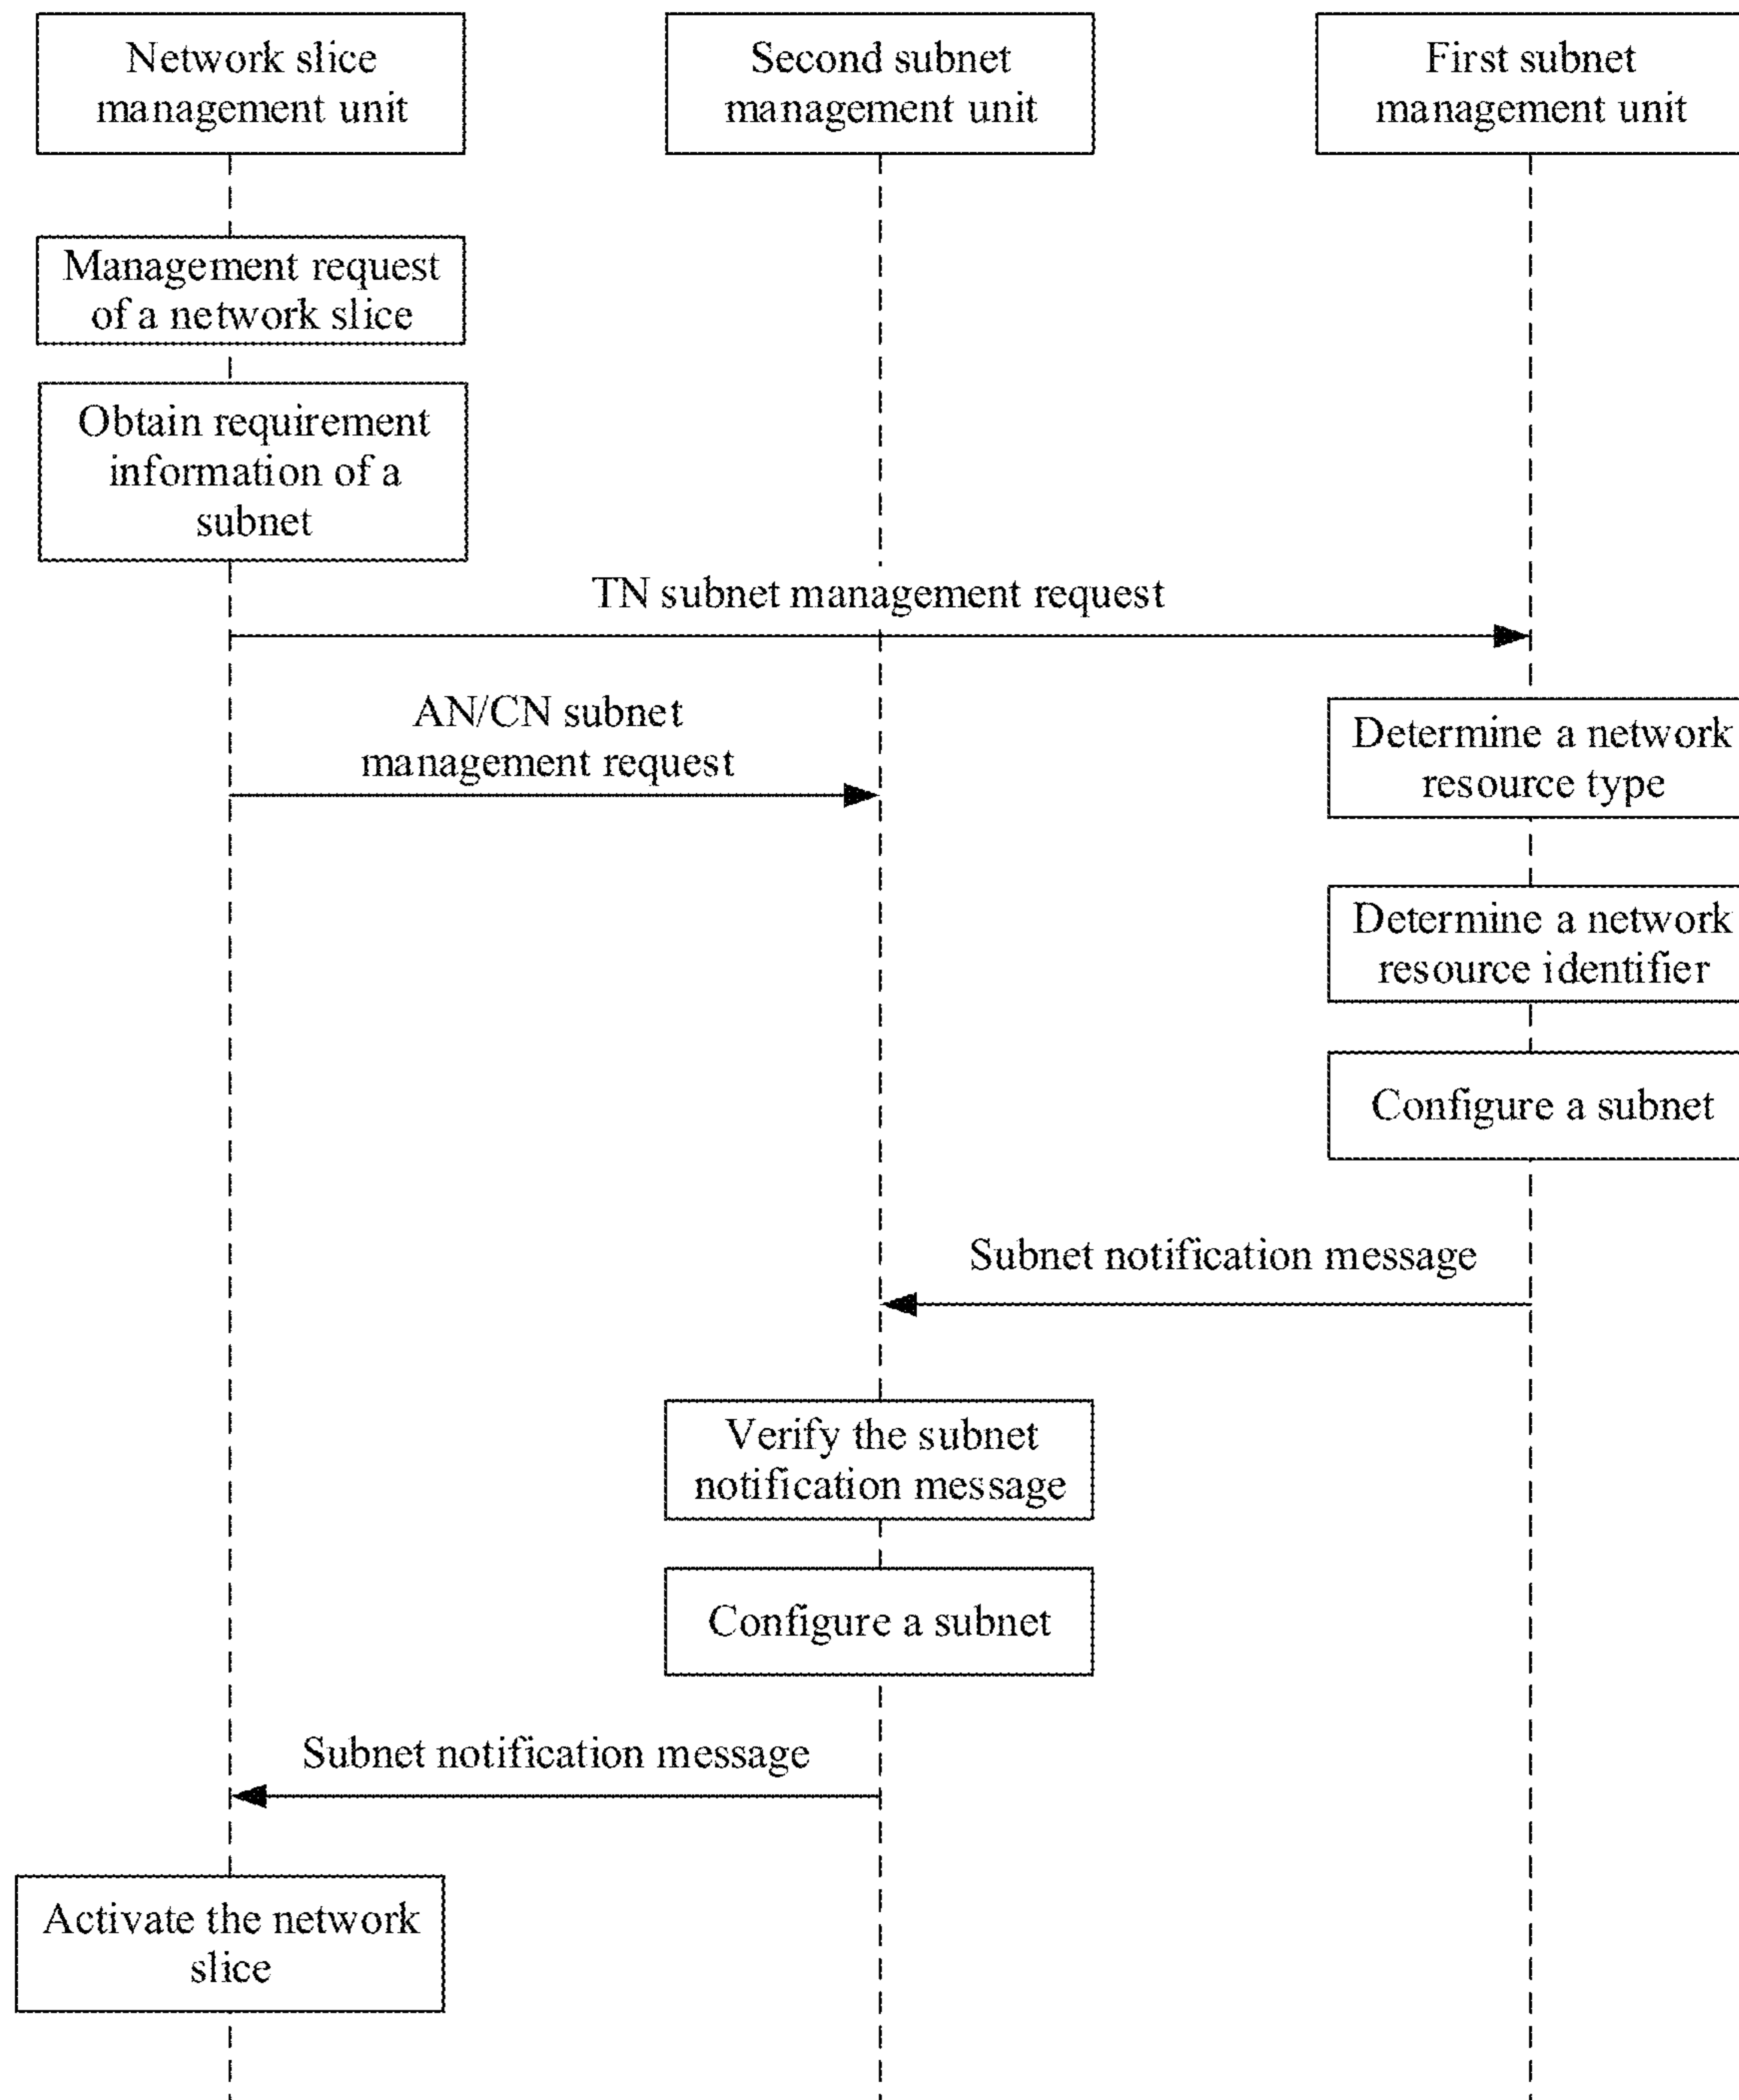 Network slice
management unit
Second subnet
management unit
First subnet
management unit
Management request
of a network slice
Obtain requirement
information of a
subnet
TN subnet management request
AN/CN subnet
management request
Determine a network
resource type
Determine a network
resource identifier
Configure a subnet
Subnet notification message
Verify the subnet
notification message
Configure a subnet
Subnet notification message
Activate the network
slice